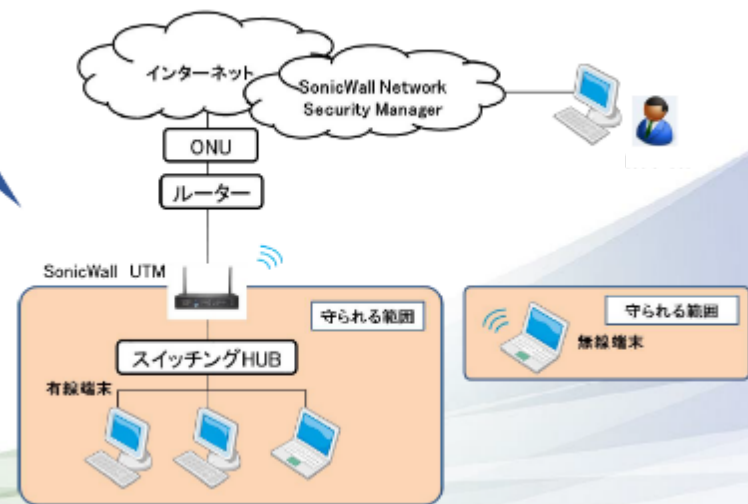 インターネット
SonicWall Network
Security Manager
ONU
ルーター
SonicWall UTM
守られる範囲
スイッチングHUB
有線端末
守られる範囲
無線端末